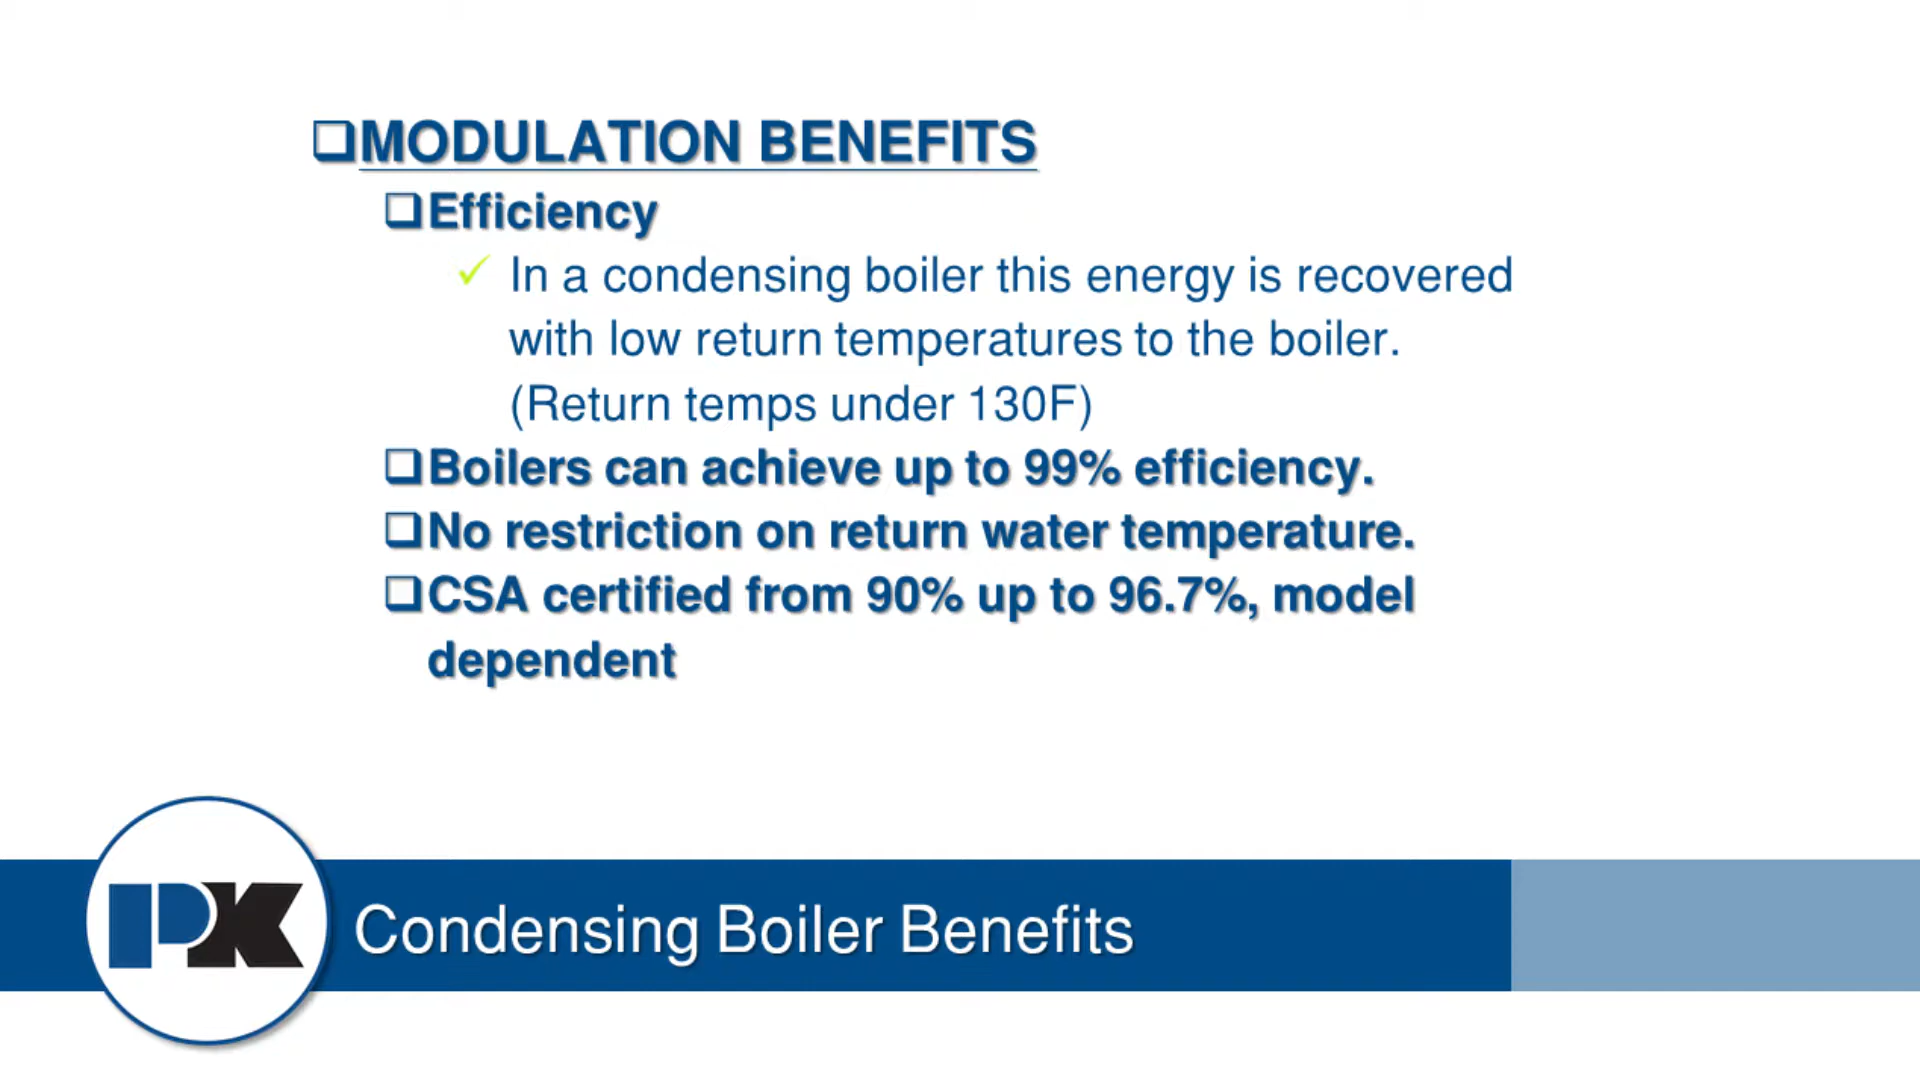 MODULATION BENEFITS
Efficiency
In a condensing boiler this energy is recovered
with low return temperatures to the boiler.
(Return temps under 130F)
Boilers can achieve up to 99% efficiency.
No restriction on return water temperature.
CSA certified from 90% up to 96.7%, model
dependent
PK
Condensing Boiler Benefits